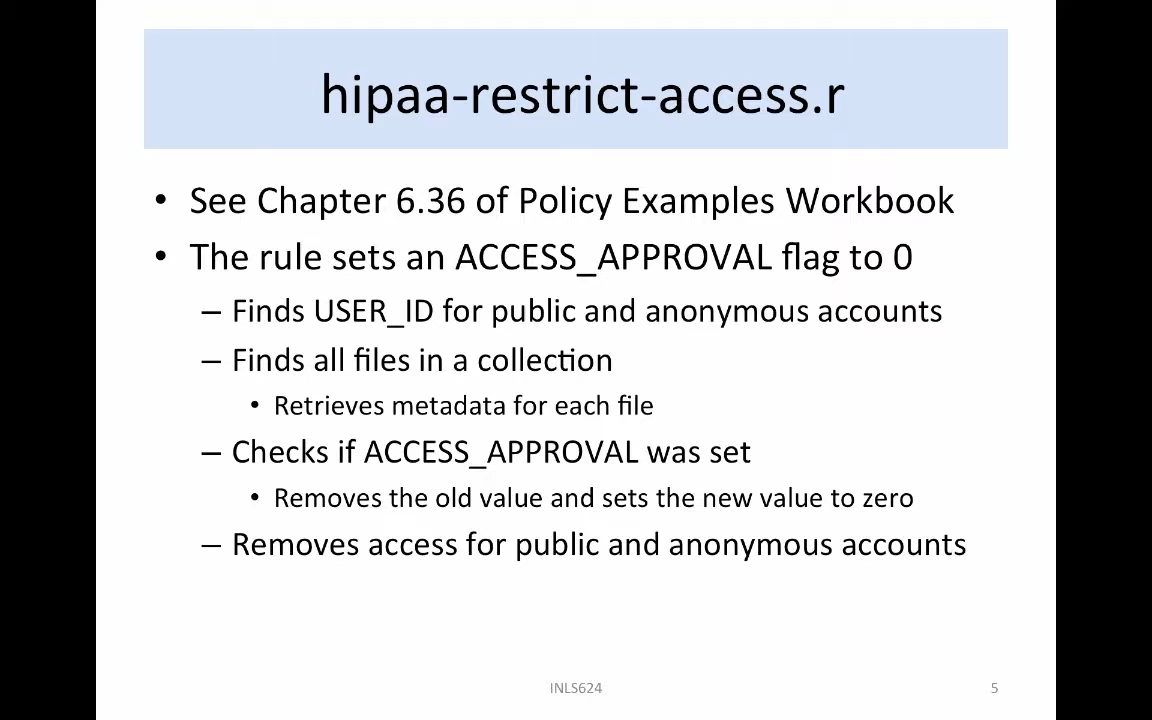 hipaa-restrict-access.r
• See Chapter 6.36 of Policy Examples Workbook
• The rule sets an ACCESS_APPROVAL flag to 0
– Finds USER_ID for public and anonymous accounts
– Finds all files in a collection
• Retrieves metadata for each file
– Checks if ACCESS_APPROVAL was set
• Removes the old value and sets the new value to zero
– Removes access for public and anonymous accounts
INLS624
5